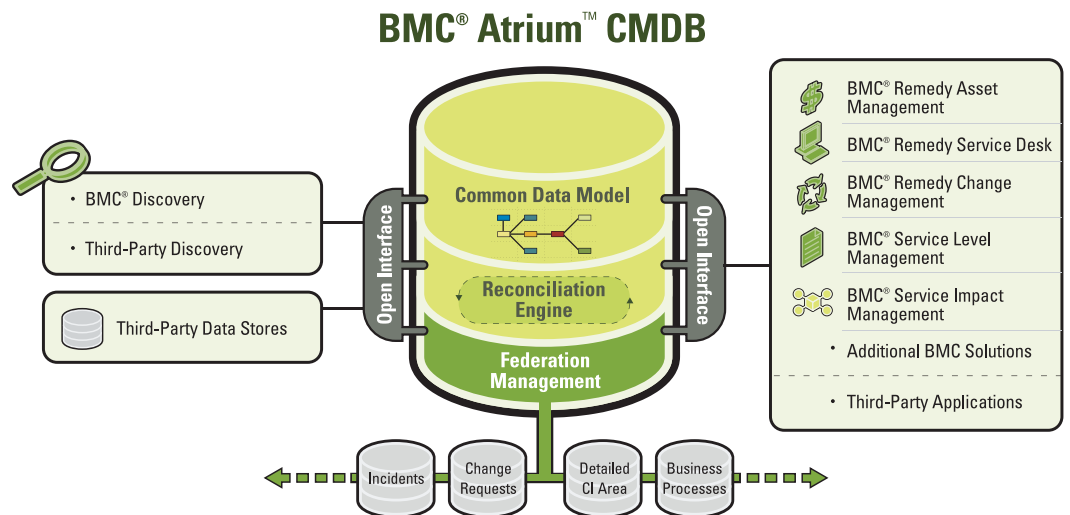 BMC® Atrium™ CMDB
• BMC® Discovery
• Third-Party Discovery
Third-Party Data Stores
Open Interface
Common Data Model
Reconciliation
Engine
Federation
Management
Open Interface
BMC® Remedy Asset
Management
BMC® Remedy Service Desk
BMC® Remedy Change
Management
BMC® Service Level
Management
BMC® Service Impact
Management
• Additional BMC Solutions
• Third-Party Applications
Incidents
Change
Requests
Detailed
CI Area
Business
Processes